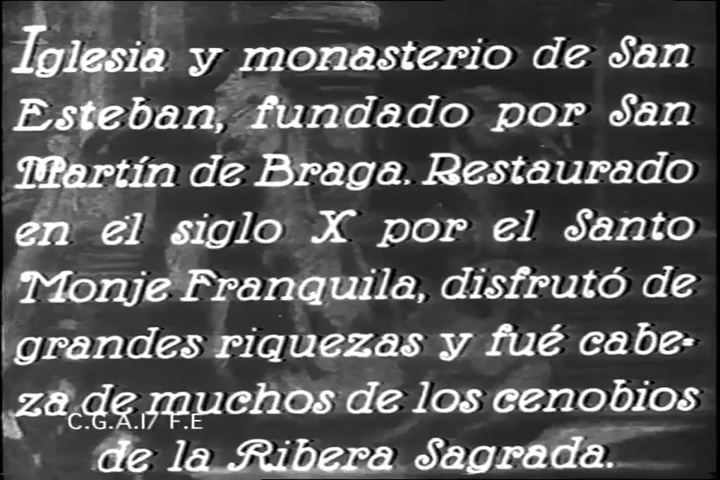 Iglesia y monasterio de San
Esteban, fundado por San
Martín de Braga. Restaurado
en el siglo X por el Santo
Monje Franquila, disfrutó de
grandes riquezas y fué cabe-
za de muchos de los cenobios
C.G.A.I/ F.E
de la Ribera Sagrada.